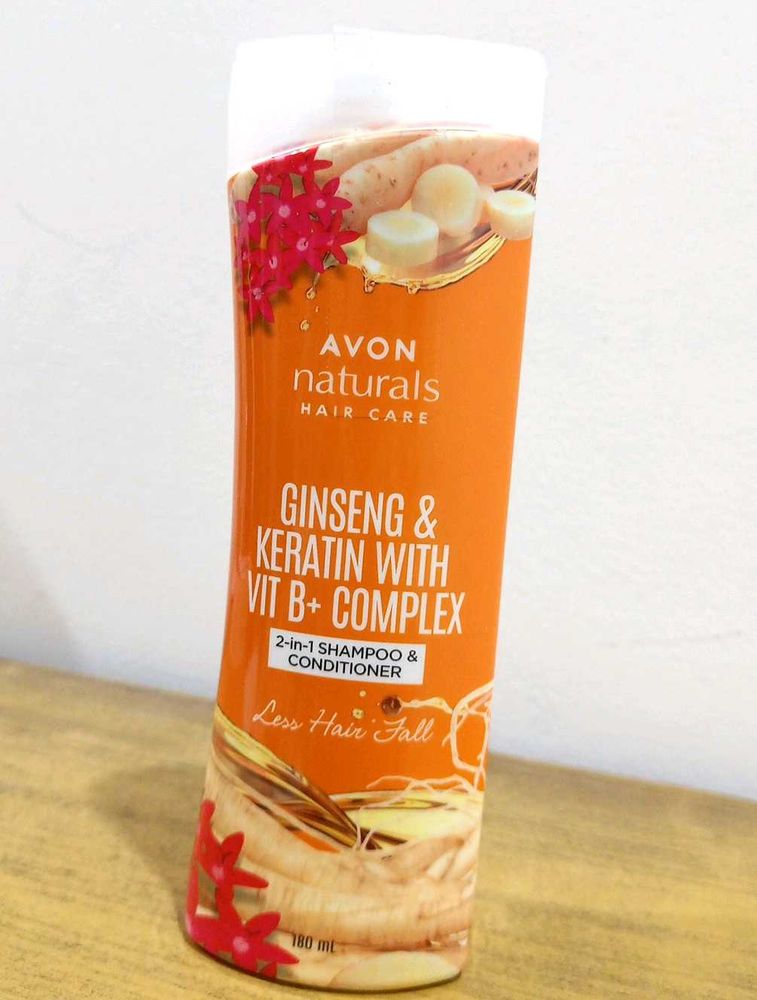 AVON
naturals
HAIR CARE
GINSENG &
KERATIN WITH
VIT B+ COMPLEX
2-in-1 SHAMPOO &
CONDITIONER
Less Hair Fall
180 mL